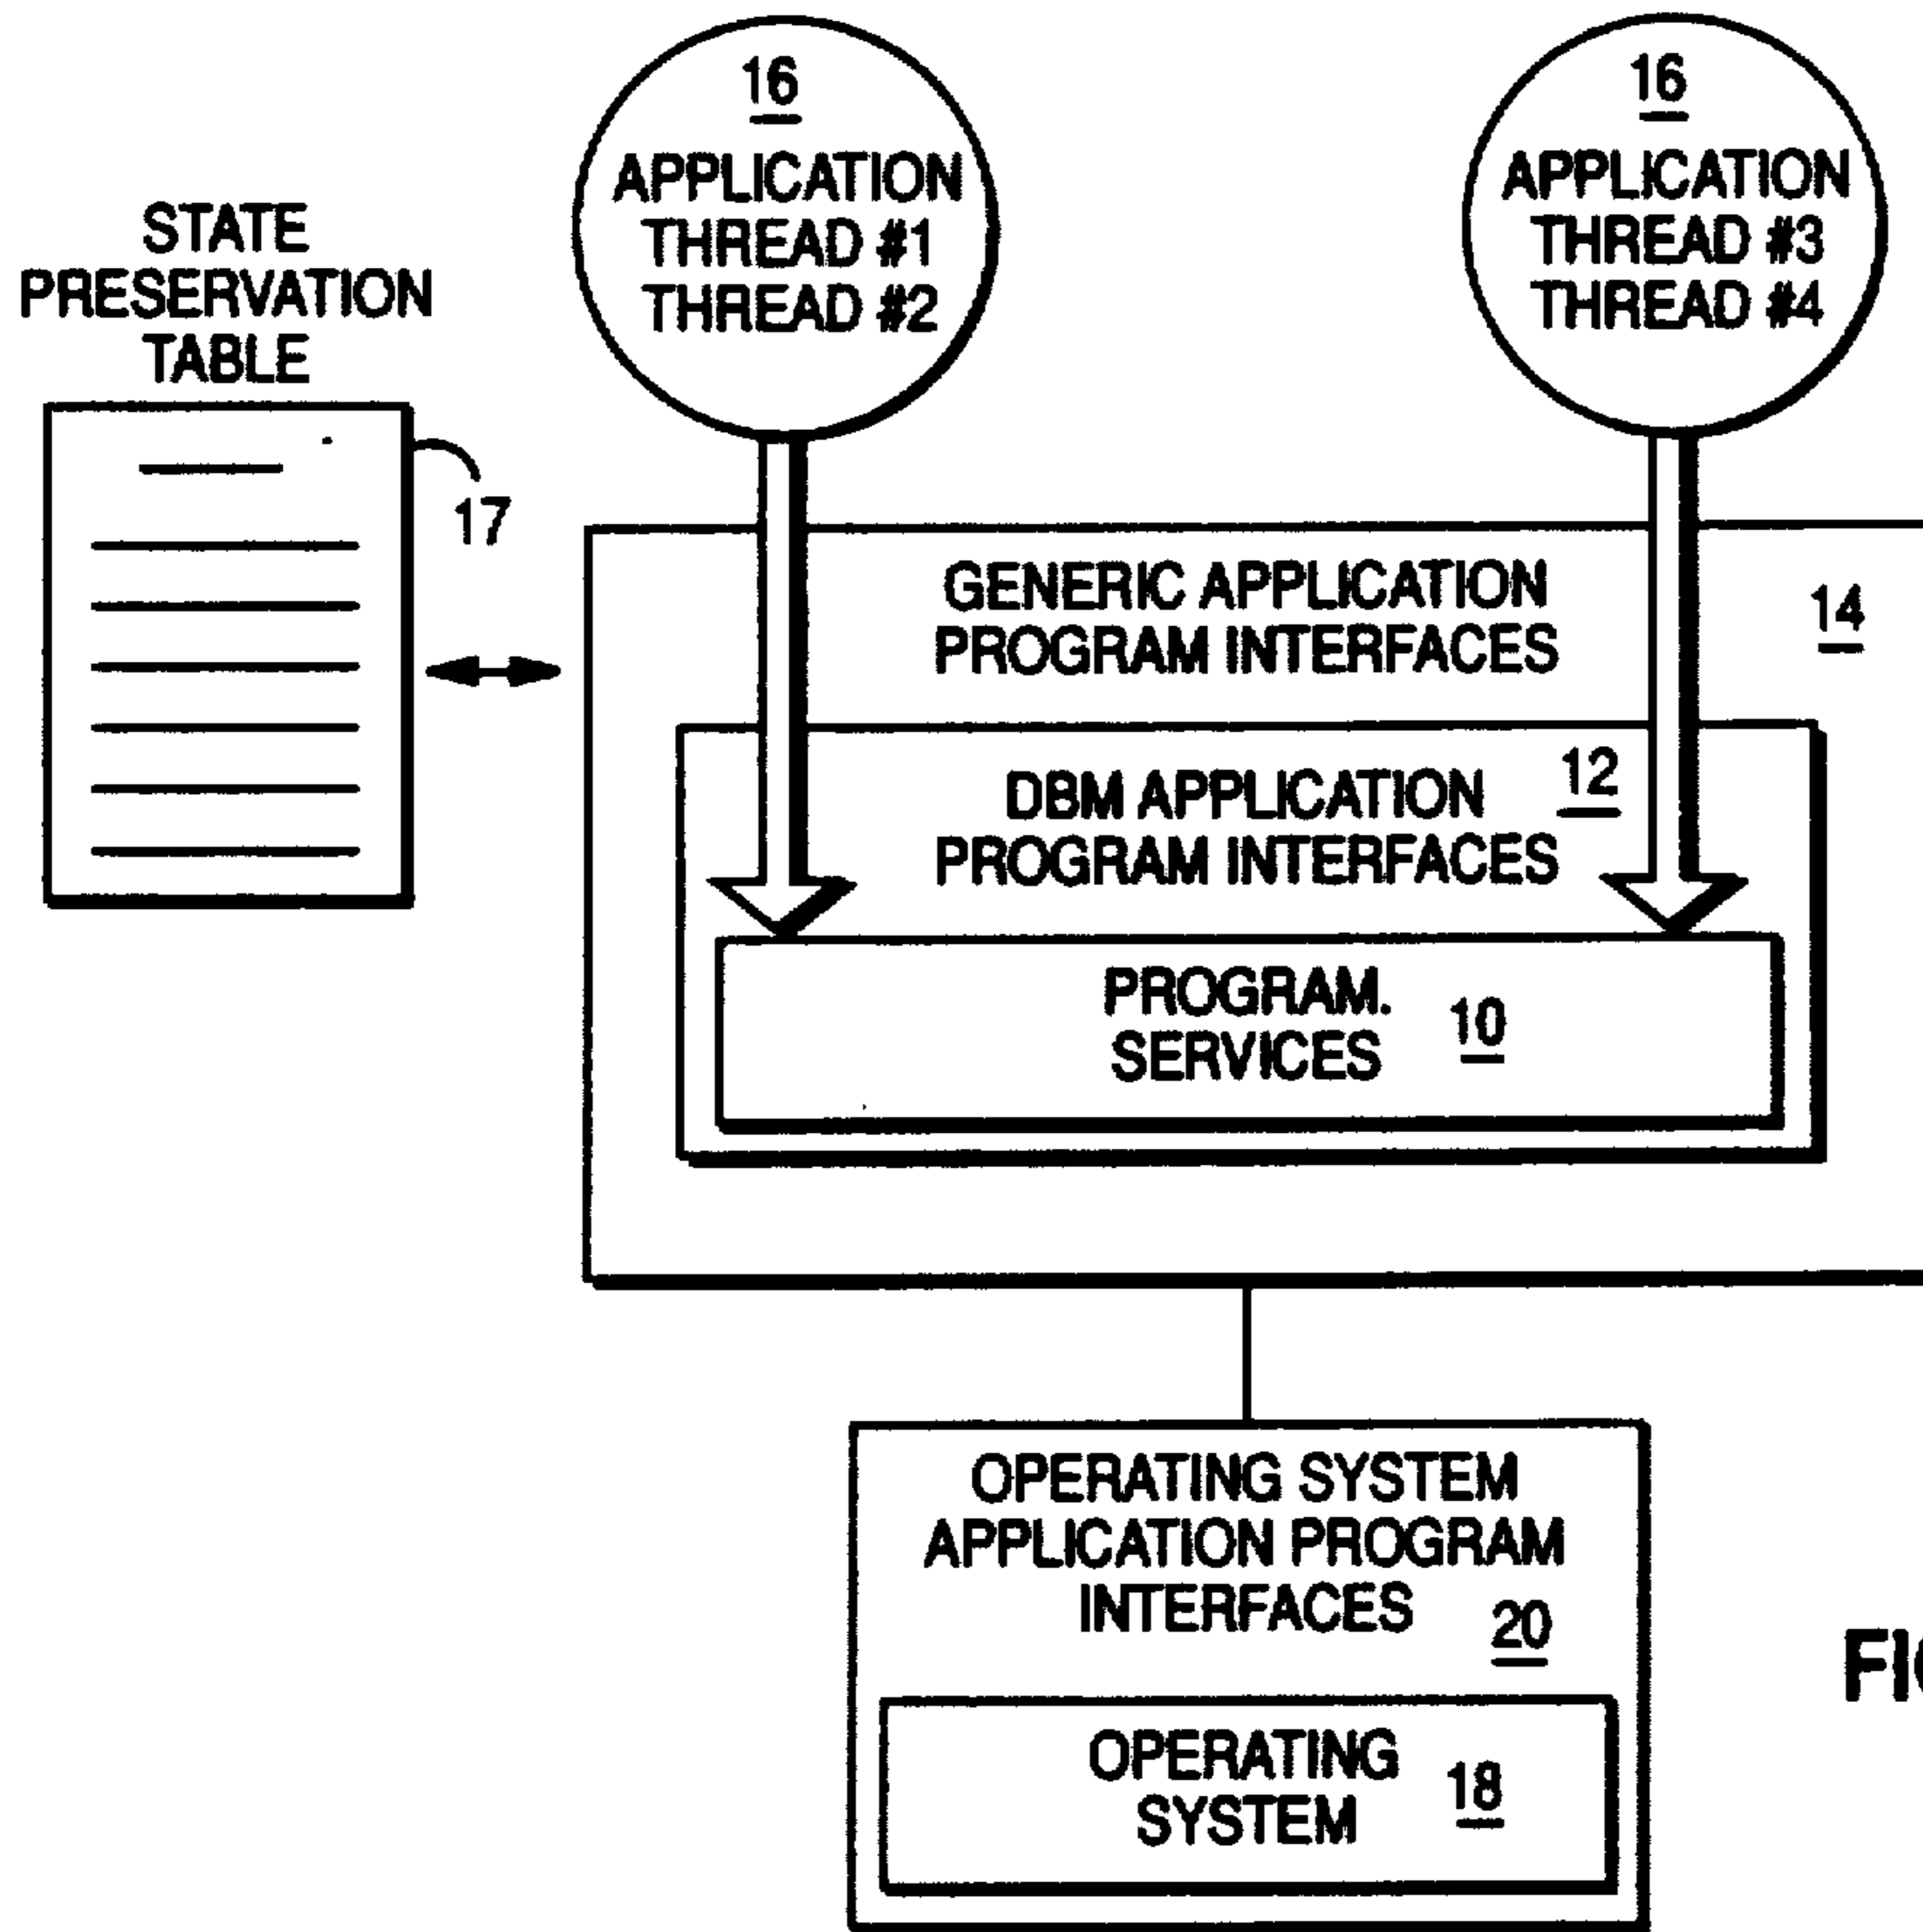 16
APPLICATION
THREAD #1
THREAD #2
16
APPLICATION
THREAD #3
THREAD #4
STATE
PRESERVATION
TABLE
17
GENERIC APPLICATION
PROGRAM INTERFACES
14
DBM APPLICATION
PROGRAM INTERFACES
12
PROGRAM.
SERVICES
10
OPERATING SYSTEM
APPLICATION PROGRAM
INTERFACES
20
OPERATING
SYSTEM
18